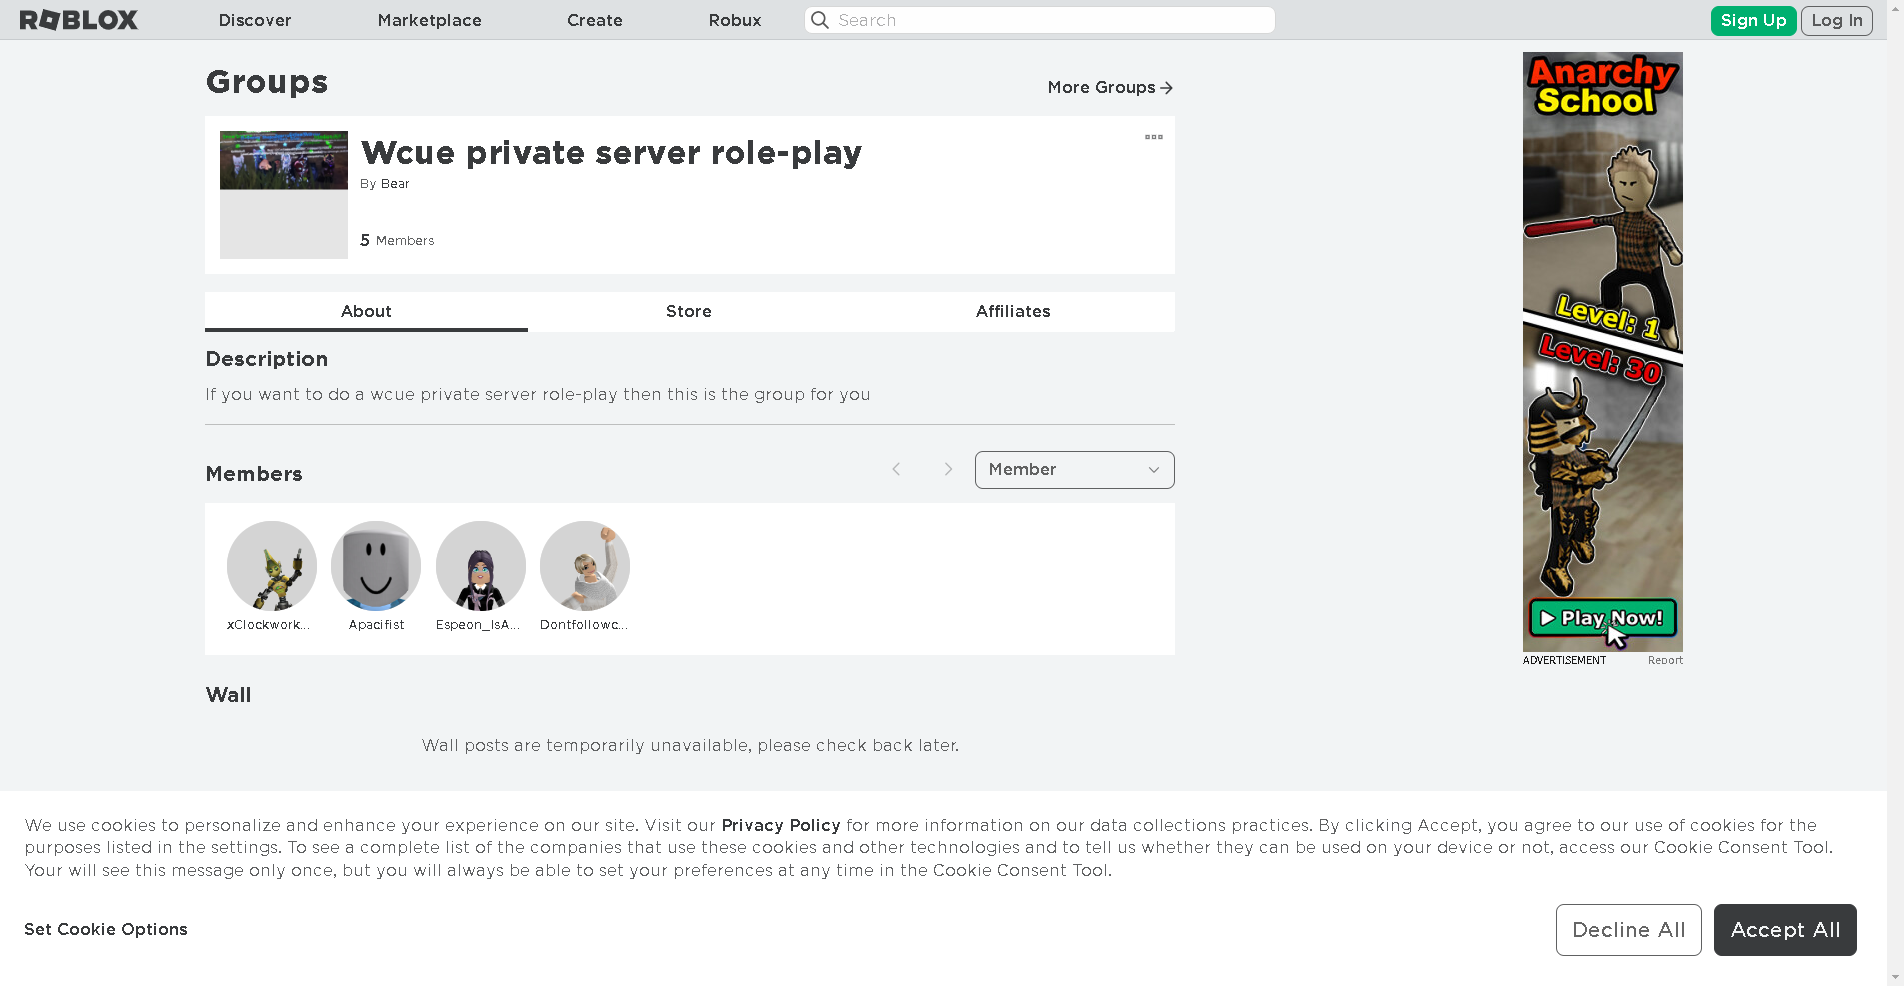 ROBLOX
Discover
Marketplace
Create
Robux
Search
Sign Up
Log In
Groups
More Groups
Wcue private server role-play
By Bear
5 Members
About
Store
Affiliates
Description
If you want to do a wcue private server role-play then this is the group for you
Members
Member
xClockwork...
Apacifist
Espeon_IsA...
Dontfollowc...
Wall
Wall posts are temporarily unavailable, please check back later.
Anarchy
School
Level: 1
Level: 30
Play Now!
ADVERTISEMENT
Report
We use cookies to personalize and enhance your experience on our site. Visit our Privacy Policy for more information on our data collections practices. By clicking Accept, you agree to our use of cookies for the
purposes listed in the settings. To see a complete list of the companies that use these cookies and other technologies and to tell us whether they can be used on your device or not, access our Cookie Consent Tool.
Your will see this message only once, but you will always be able to set your preferences at any time in the Cookie Consent Tool.
Set Cookie Options
Decline All
Accept All